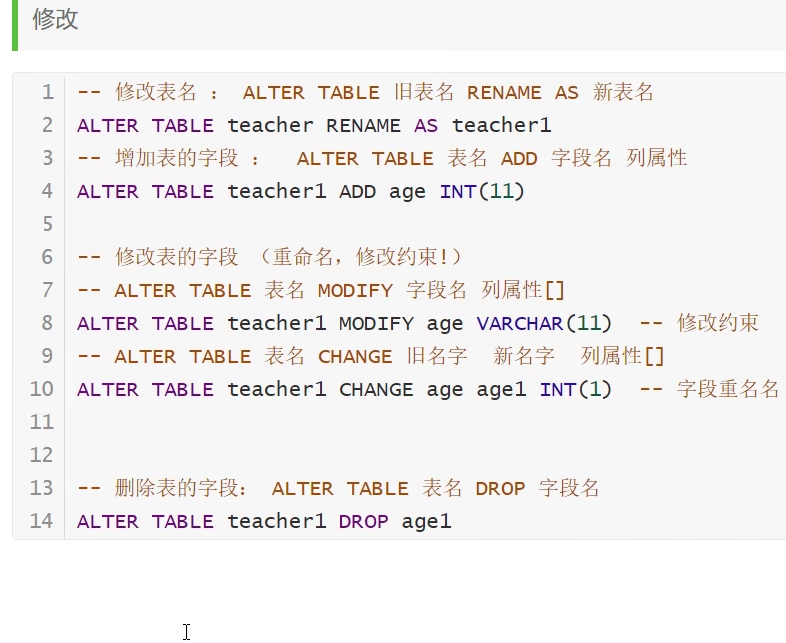 修改
1 -- 修改表名 ： ALTER TABLE 旧表名 RENAME AS 新表名
2 ALTER TABLE teacher RENAME AS teacher1
3 -- 增加表的字段 ： ALTER TABLE 表名 ADD 字段名 列属性
4 ALTER TABLE teacher1 ADD age INT(11)
5
6 -- 修改表的字段 （重命名，修改约束!）
7 -- ALTER TABLE 表名 MODIFY 字段名 列属性[]
8 ALTER TABLE teacher1 MODIFY age VARCHAR(11) -- 修改约束
9 -- ALTER TABLE 表名 CHANGE 旧名字 新名字 列属性[]
10 ALTER TABLE teacher1 CHANGE age age1 INT(1) -- 字段重名名
11
12
13 -- 删除表的字段： ALTER TABLE 表名 DROP 字段名
14 ALTER TABLE teacher1 DROP age1